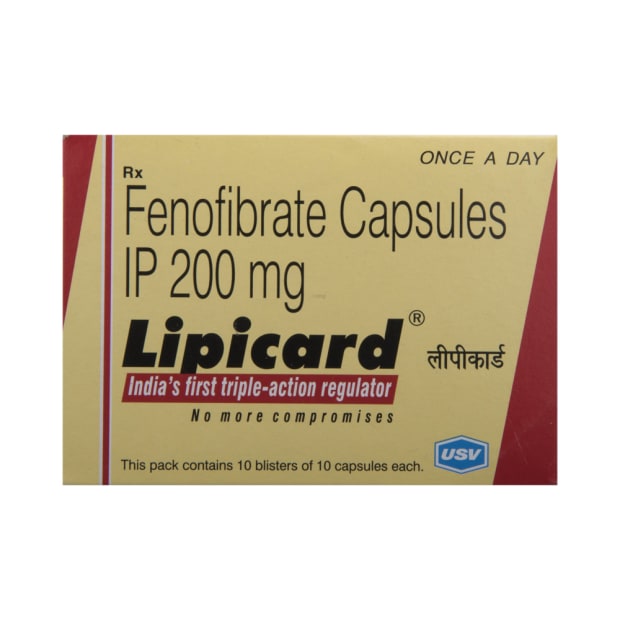 ONCE A DAY
Rx
Fenofibrate Capsules
IP 200 mg
Lipicard®
लीपीकार्ड
India's first triple-action regulator
No more compromises
This pack contains 10 blisters of 10 capsules each.
USV